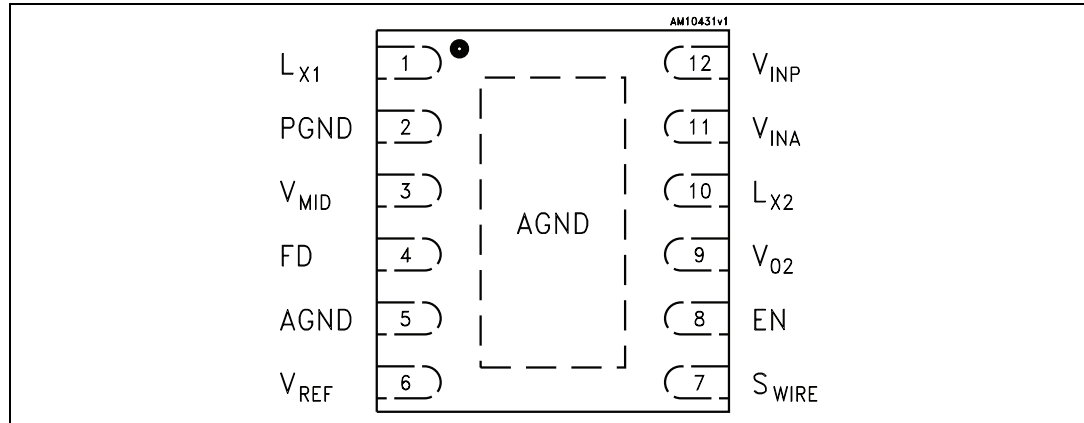 AM10431v1
LX1 1 12 VINP
PGND 2 11 VINA
VMID 3 10 LX2
AGND
FD 4 9 VO2
AGND 5 8 EN
VREF 6 7 SWIRE